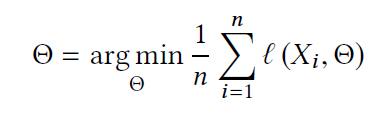 Θ = arg min_Θ 1/n ∑_{i=1}^{n} ℓ (X_i, Θ)